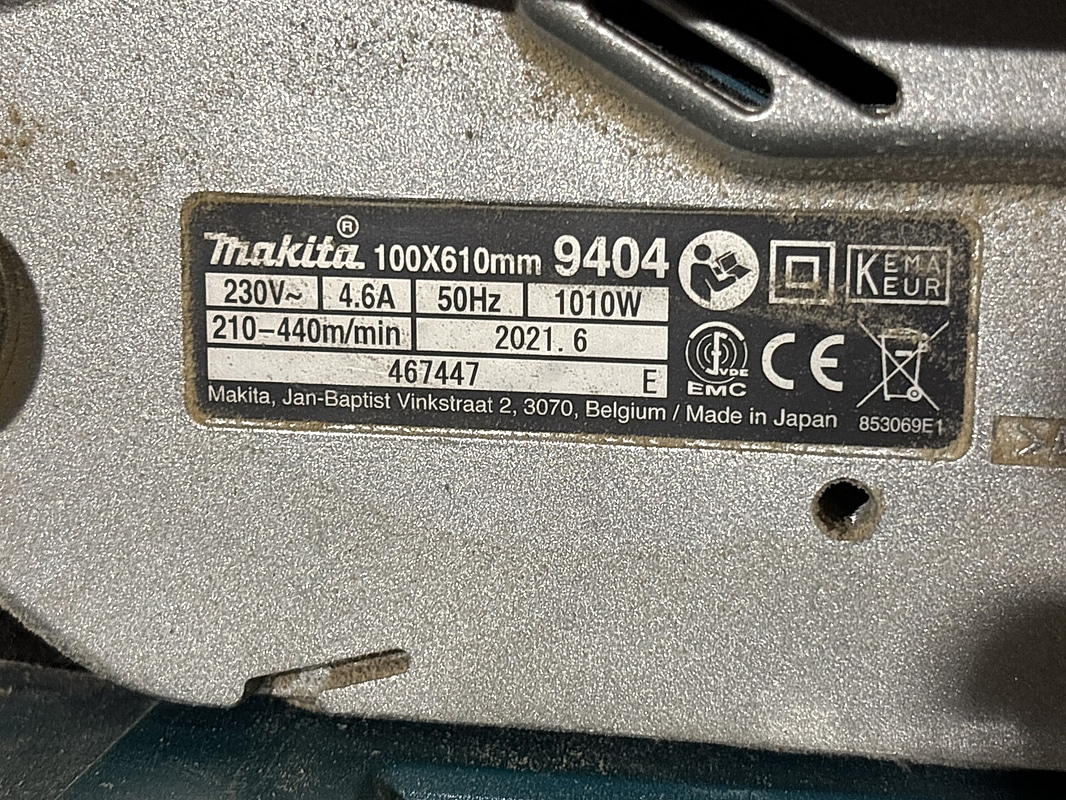 makita® 100X610mm 9404
230V~ 4.6A 50Hz 1010W
210-440m/min 2021. 6
467447 E
Makita, Jan-Baptist Vinkstraat 2, 3070, Belgium / Made in Japan 853069E1
KEMA
KEUR
VDE
EMC
CE